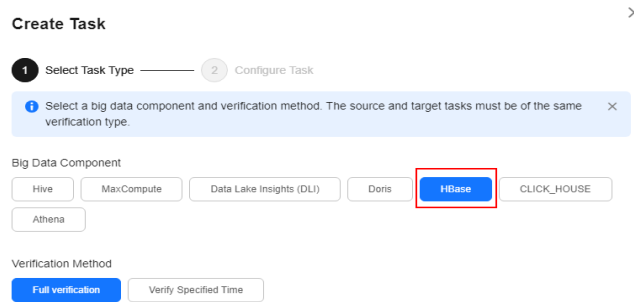 Create Task
1 Select Task Type 2 Configure Task
Select a big data component and verification method. The source and target tasks must be of the same
verification type.
Big Data Component
Hive MaxCompute Data Lake Insights (DLI) Doris HBase CLICK_HOUSE
Athena
Verification Method
Full verification Verify Specified Time